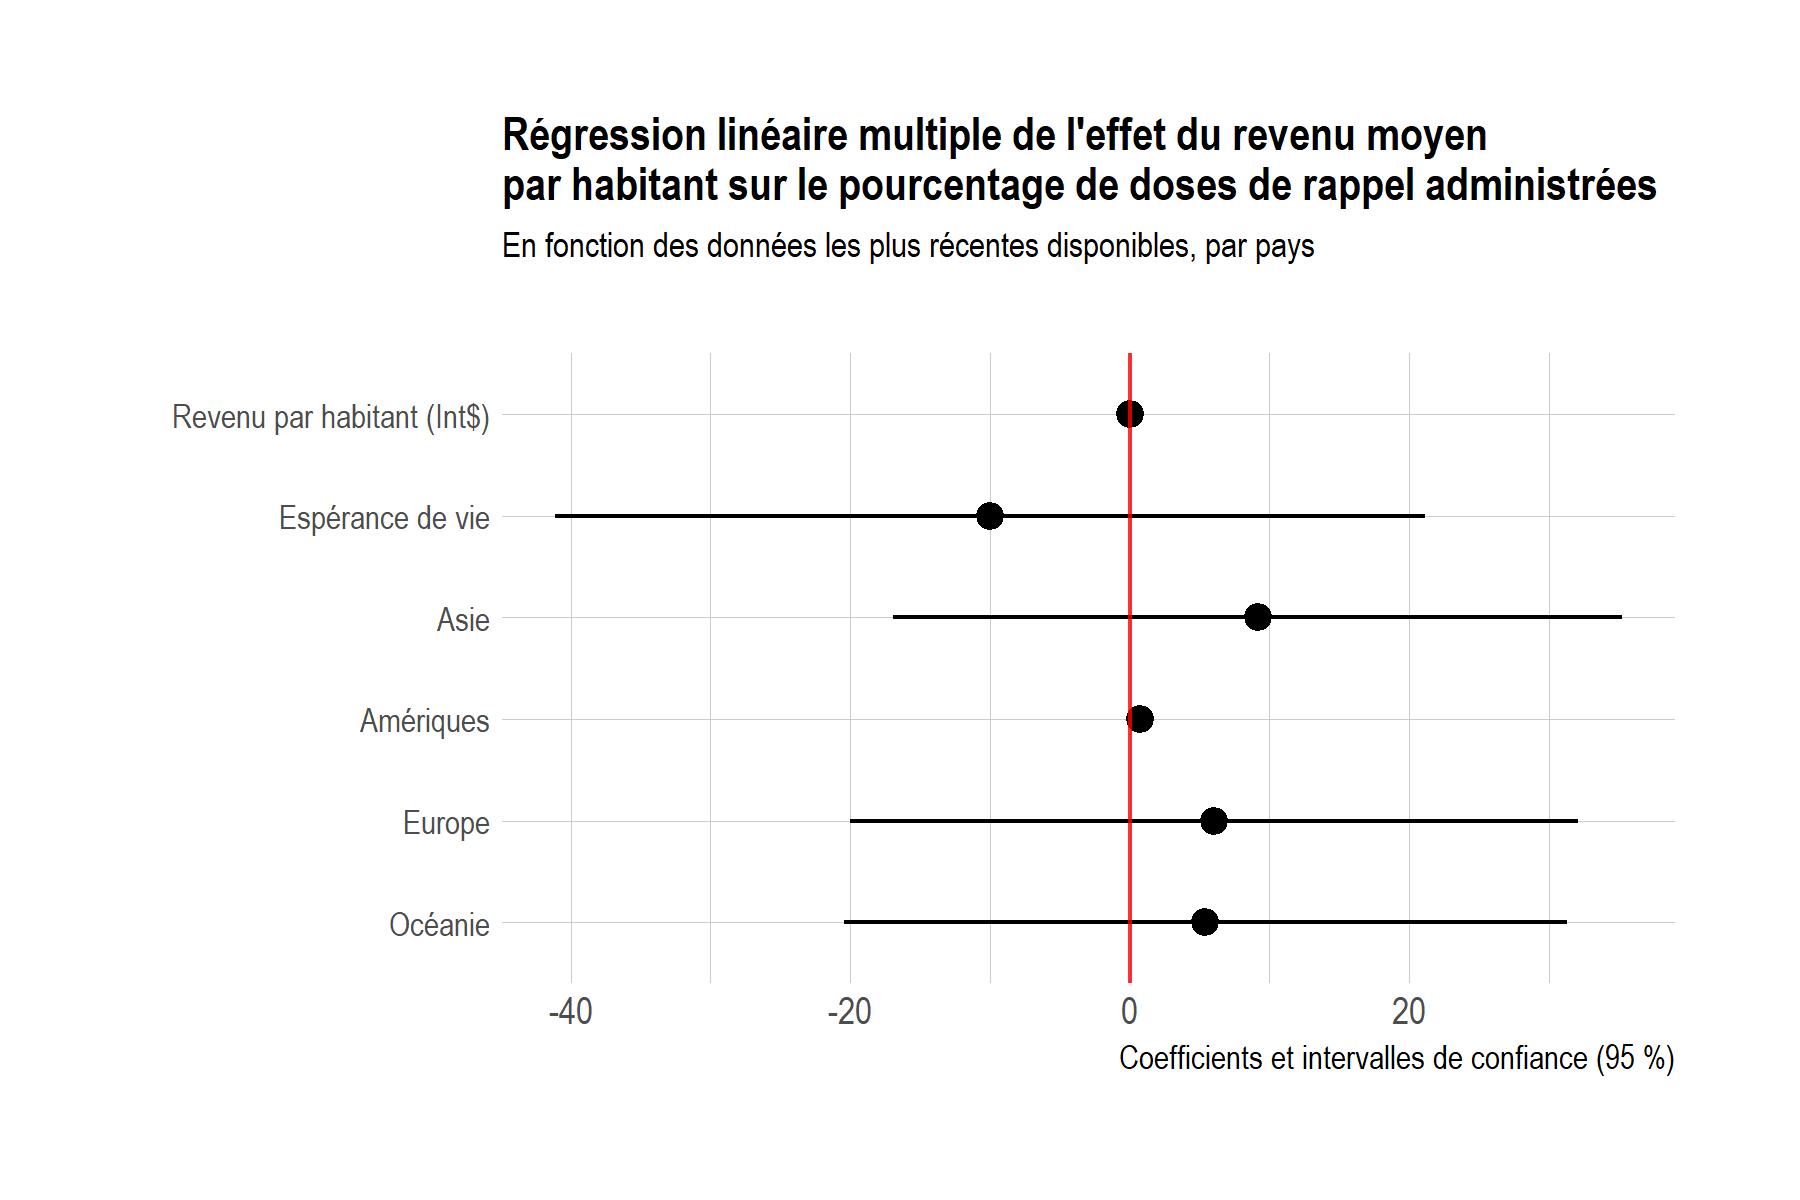 Régression linéaire multiple de l'effet du revenu moyen
par habitant sur le pourcentage de doses de rappel administrées
En fonction des données les plus récentes disponibles, par pays
Revenu par habitant (Int$)
Espérance de vie
Asie
Amériques
Europe
Océanie
-40 -20 0 20
Coefficients et intervalles de confiance (95 %)